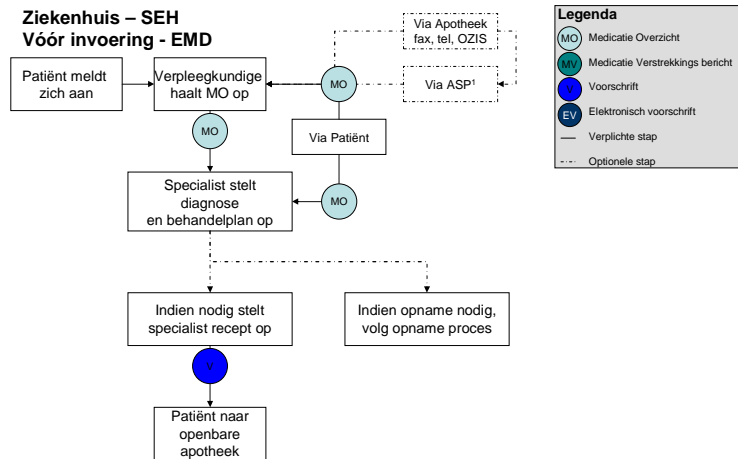 Ziekenhuis – SEH
Vóór invoering - EMD
Patiënt meldt
zich aan
Verpleegkundige
haalt MO op
MO
Via Apotheek
fax, tel, OZIS
Via ASP¹
MO
Via Patiënt
MO
Specialist stelt
diagnose
en behandelplan op
Indien nodig stelt
specialist recept op
Indien opname nodig,
volg opname proces
V
Patiënt naar
openbare
apotheek
Legenda
MO Medicatie Overzicht
MV Medicatie Verstrekkings bericht
V Voorschrift
EV Elektronisch voorschrift
Verplichte stap
Optionele stap